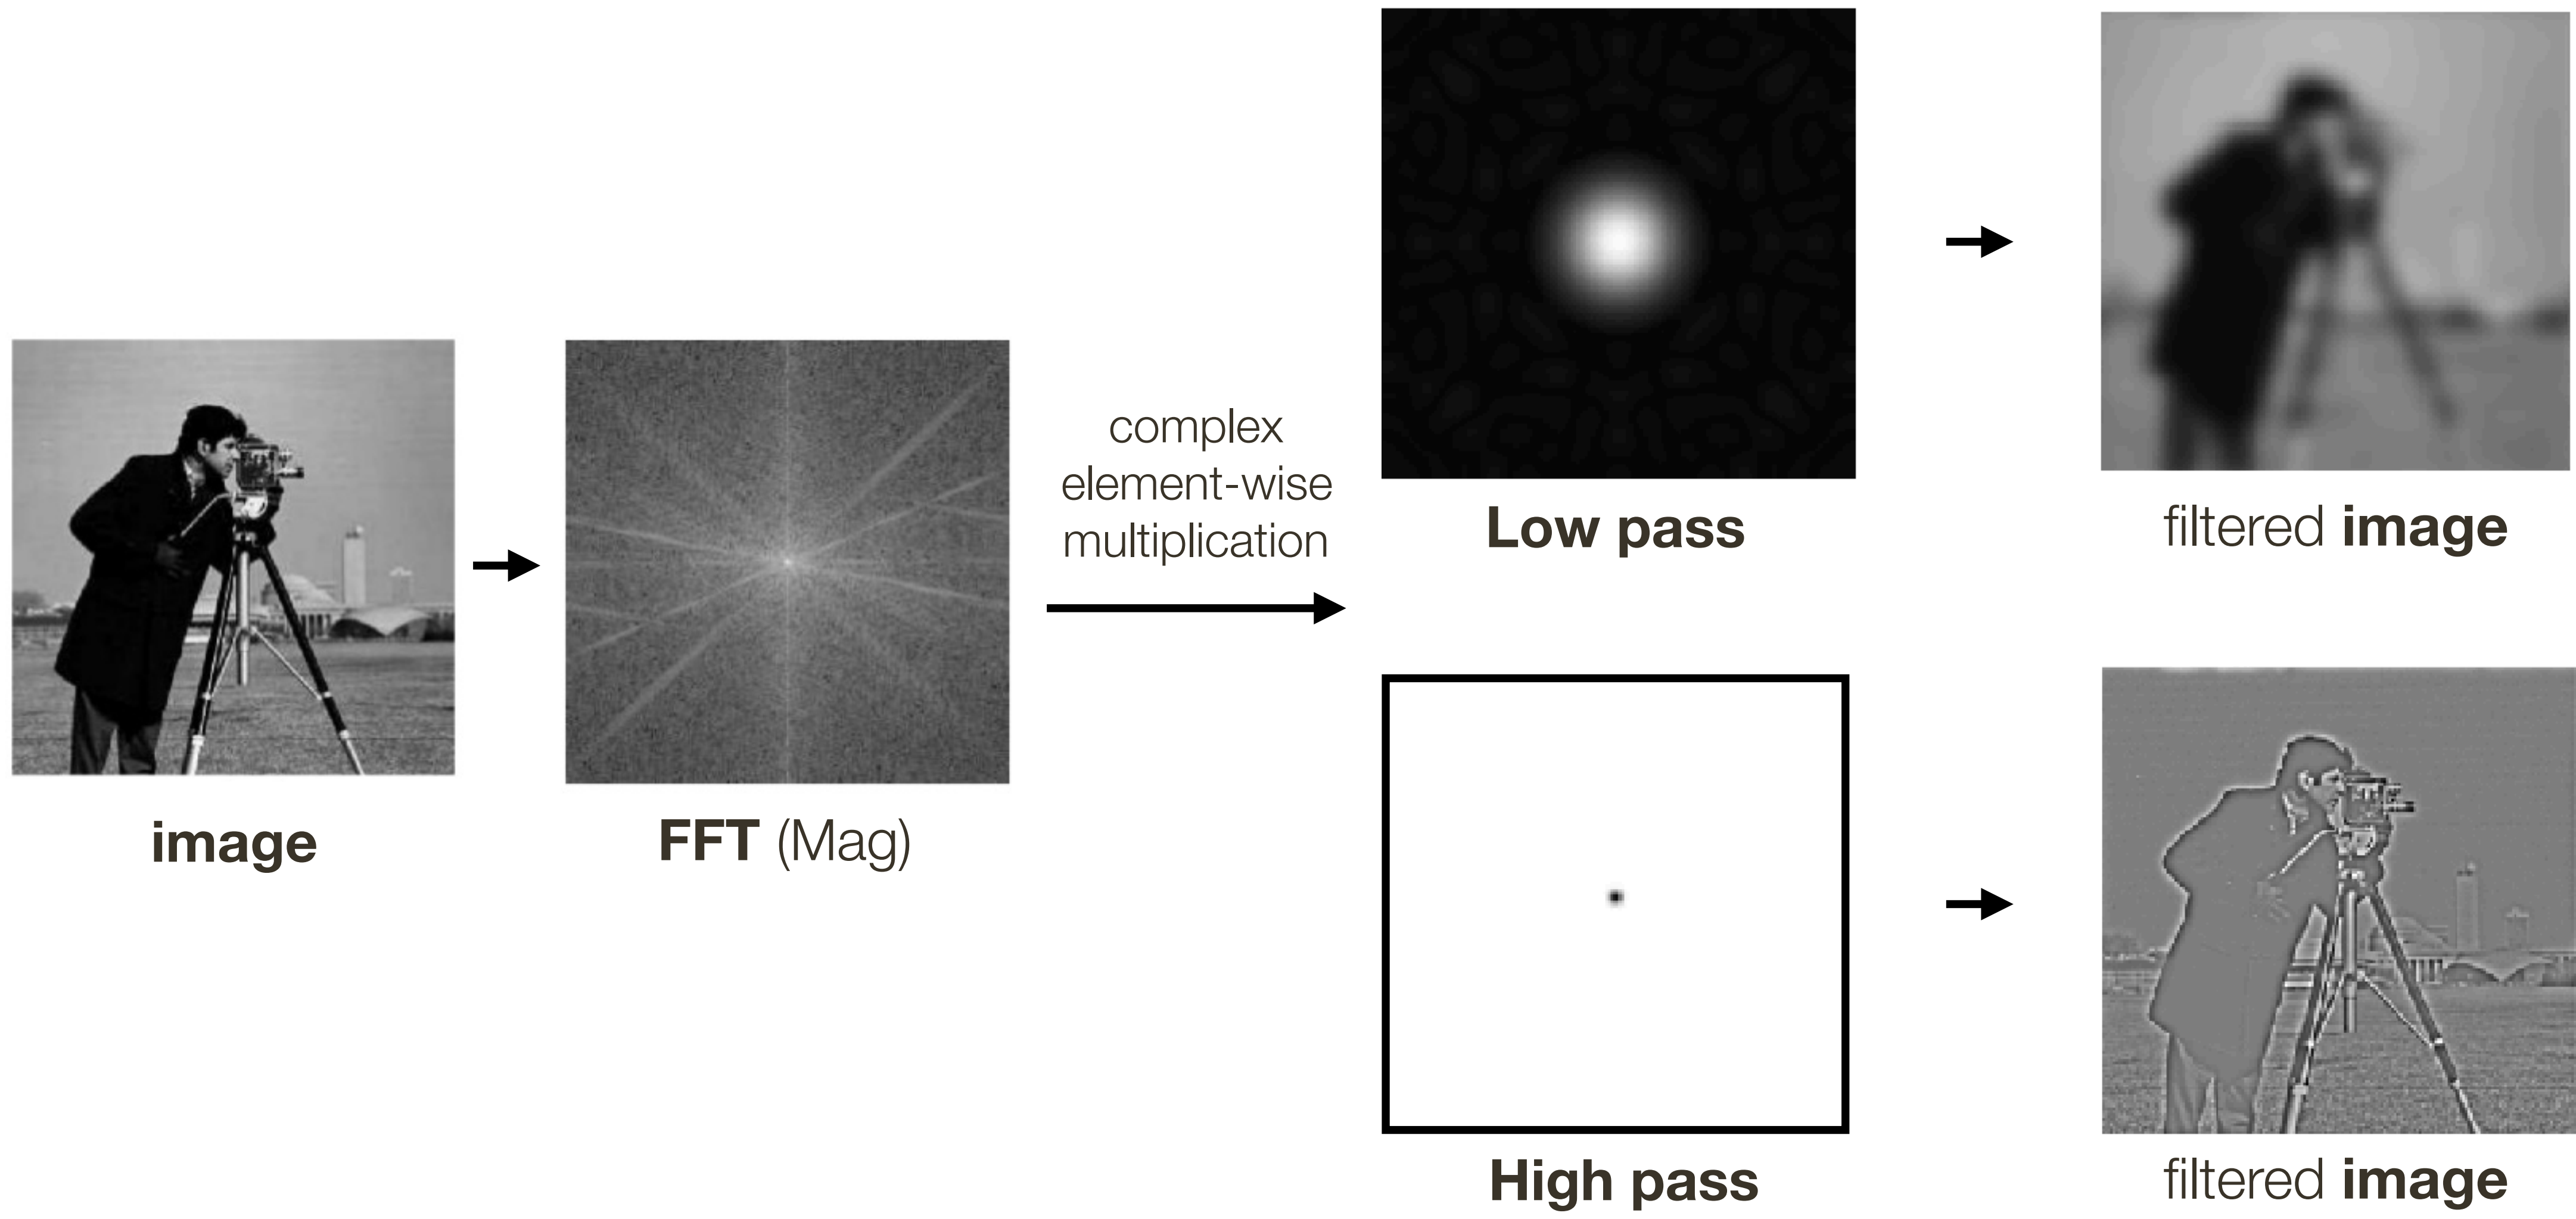 image
FFT (Mag)
complex
element-wise
multiplication
Low pass
filtered image
High pass
filtered image